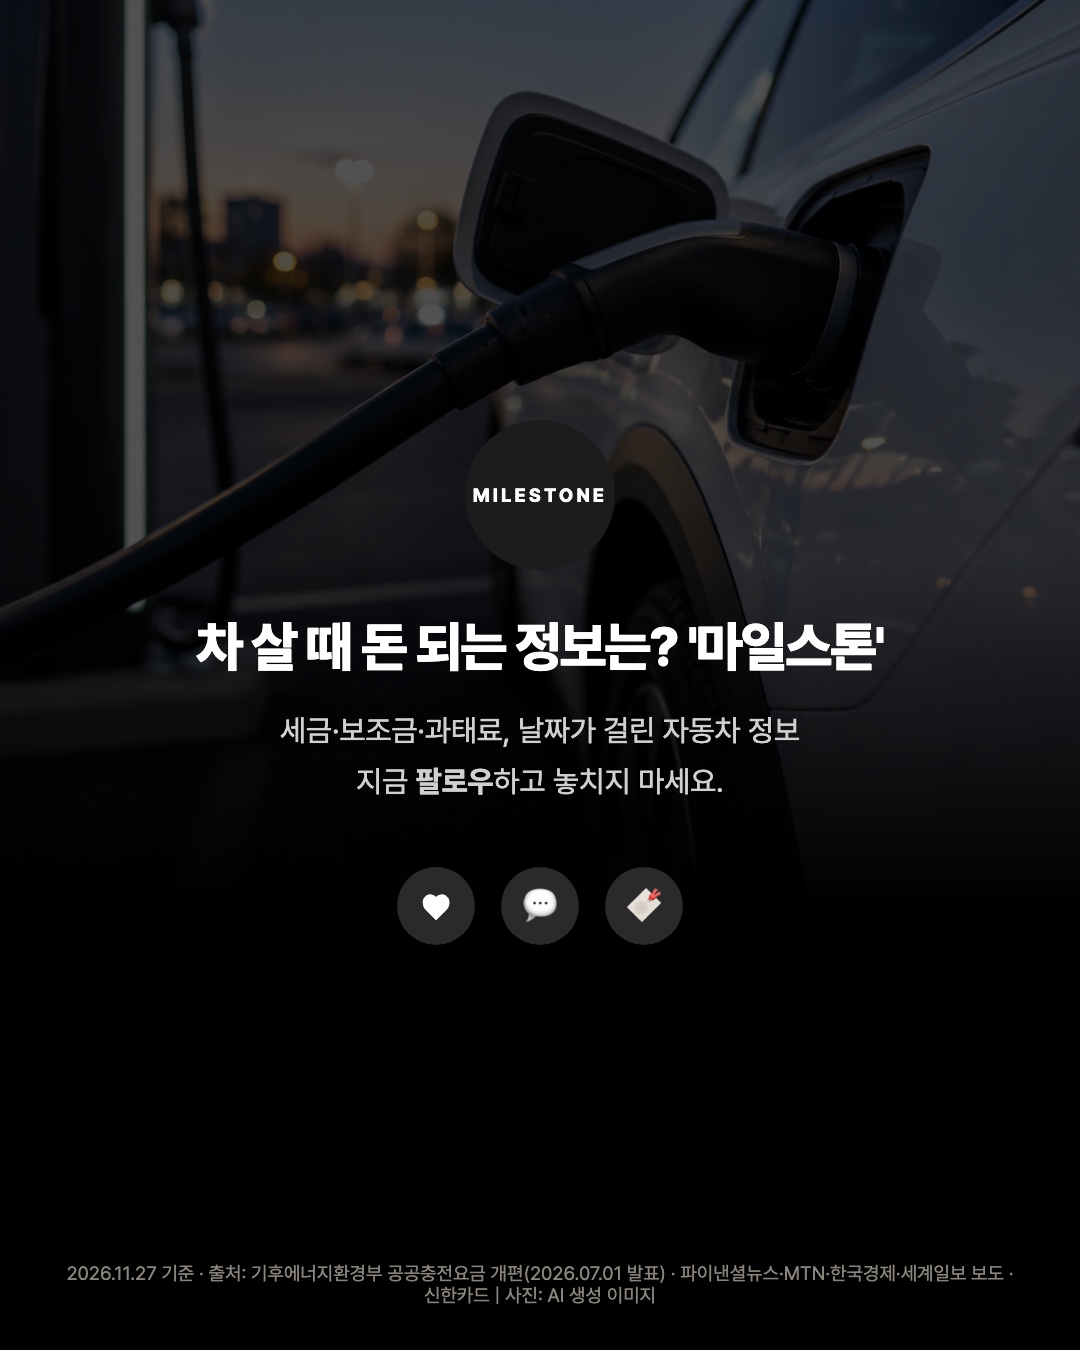 MILESTONE
차 살 때 돈 되는 정보는? '마일스톤'
세금·보조금·과태료, 날짜가 걸린 자동차 정보
지금 팔로우하고 놓치지 마세요.
2026.11.27 기준 · 출처: 기후에너지환경부 공공충전요금 개편(2026.07.01 발표) · 파이낸셜뉴스·MTN·한국경제·세계일보 보도 ·
신한카드 | 사진: AI 생성 이미지